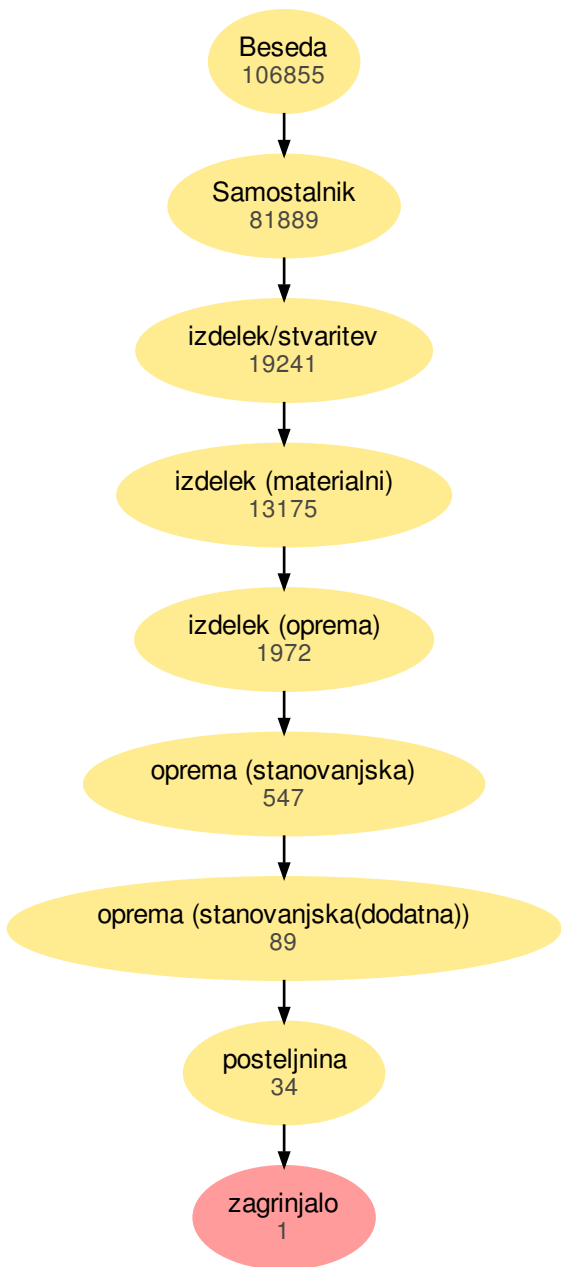 Beseda
106855
Samostalnik
81889
izdelek/stvaritev
19241
izdelek (materialni)
13175
izdelek (oprema)
1972
oprema (stanovanjska)
547
oprema (stanovanjska(dodatna))
89
posteljnina
34
zagrinjalo
1